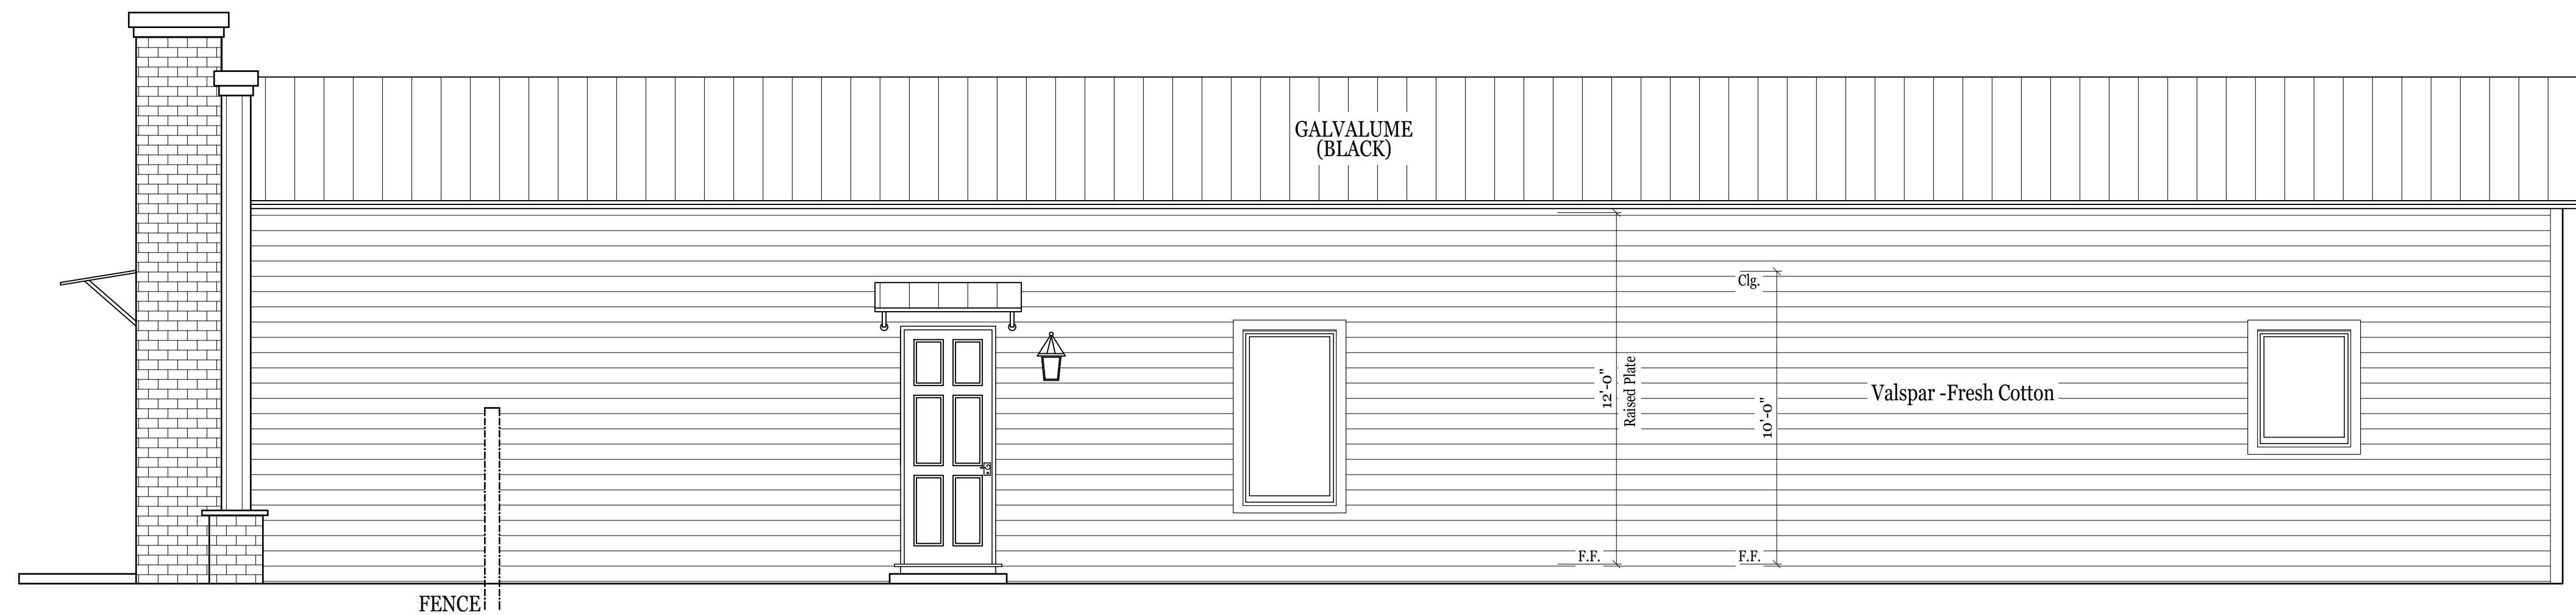 GALVALUME
(BLACK)
Clg.
12'-0"
Raised Plate
10'-0"
Valspar -Fresh Cotton
F.F.
F.F.
FENCE